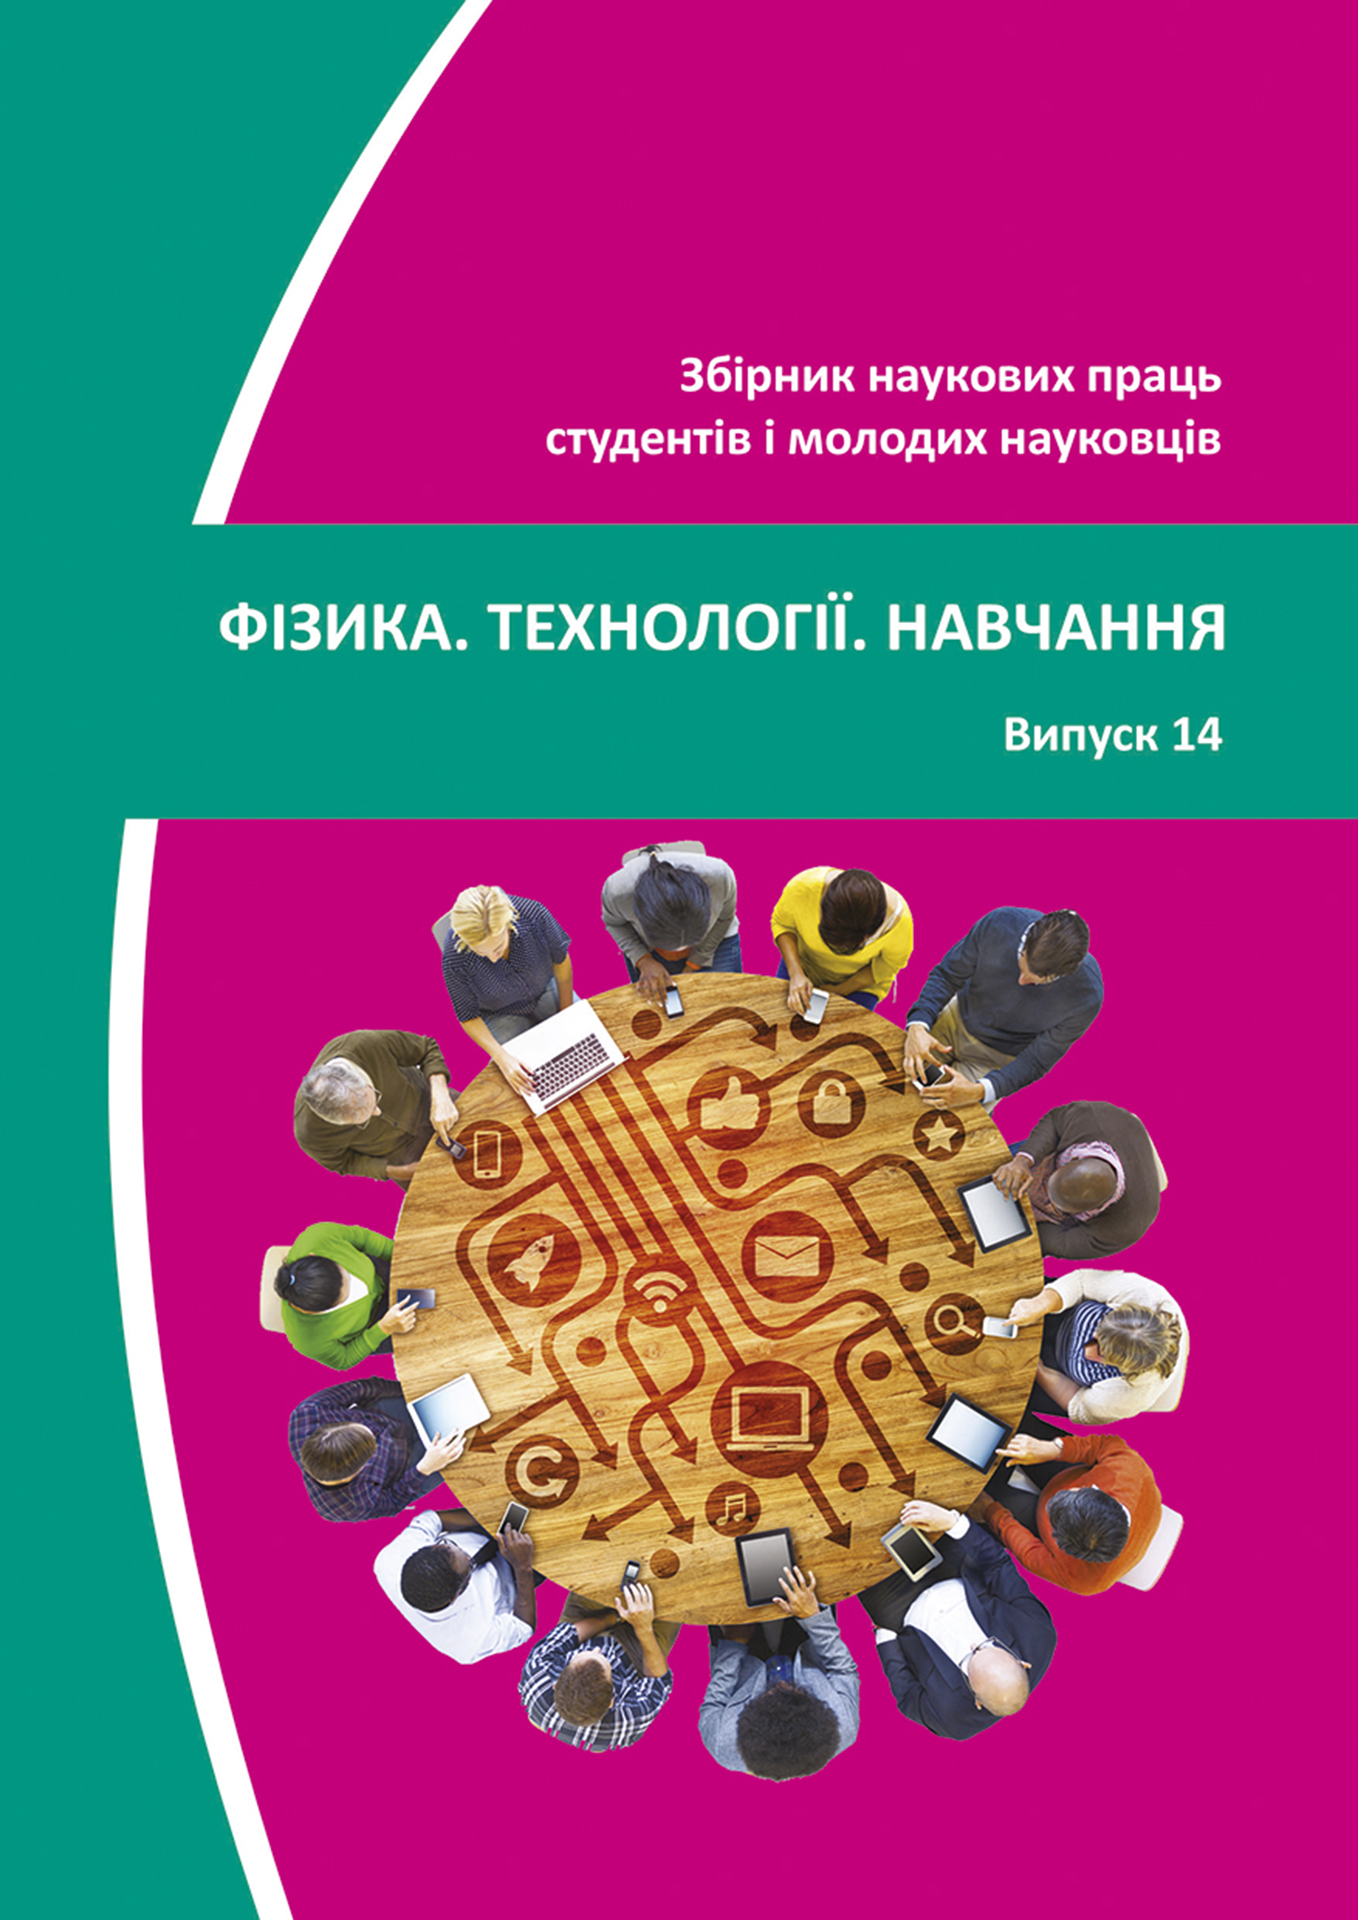 Збірник наукових праць
студентів і молодих науковців
ФІЗИКА. ТЕХНОЛОГІЇ. НАВЧАННЯ
Випуск 14